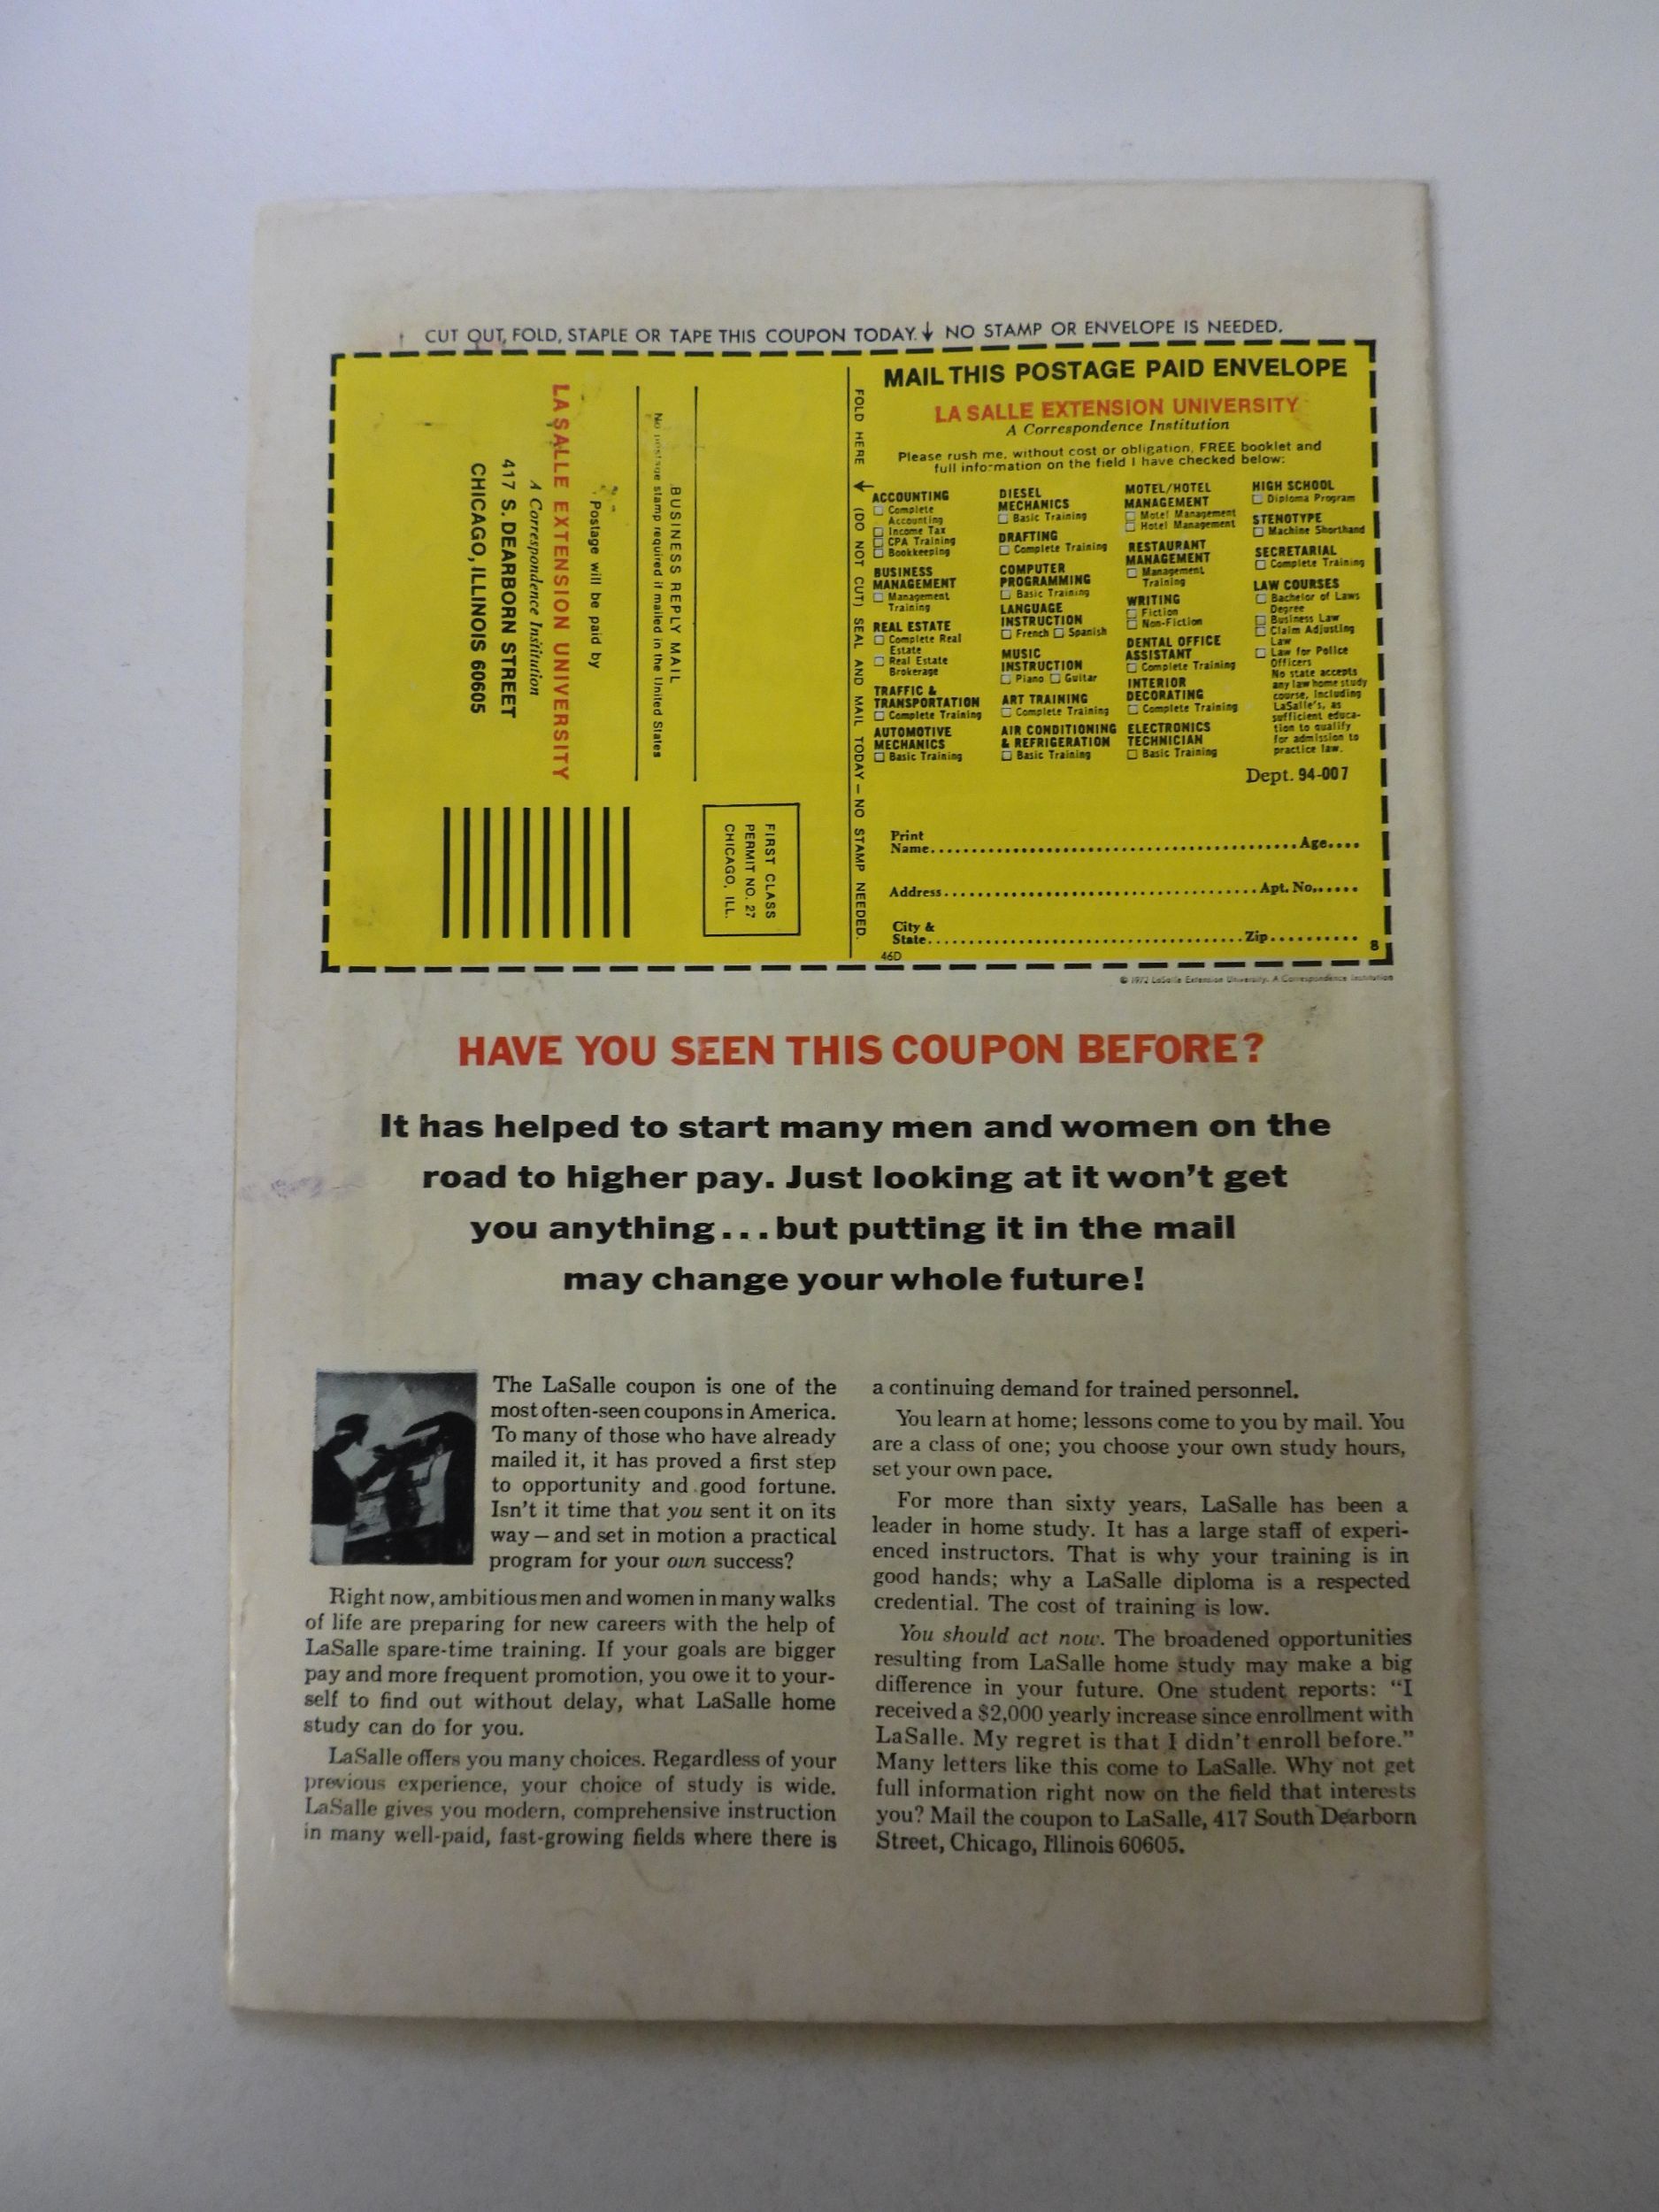 CUT OUT, FOLD, STAPLE OR TAPE THIS COUPON TODAY. ↓ NO STAMP OR ENVELOPE IS NEEDED.
BUSINESS REPLY MAIL
No postage stamp required if mailed in the United States
Postage will be paid by
LA SALLE EXTENSION UNIVERSITY
A Correspondence Institution
417 S. DEARBORN STREET
CHICAGO, ILLINOIS 60605
FIRST CLASS
PERMIT NO. 27
CHICAGO, ILL.
FOLD HERE ↓ (DO NOT CUT) SEAL AND MAIL TODAY — NO STAMP NEEDED.
MAIL THIS POSTAGE PAID ENVELOPE
LA SALLE EXTENSION UNIVERSITY
A Correspondence Institution
Please rush me, without cost or obligation, FREE booklet and
full information on the field I have checked below:
ACCOUNTING
☐ Complete
Accounting
☐ Income Tax
☐ CPA Training
☐ Bookkeeping
BUSINESS
MANAGEMENT
☐ Management
Training
REAL ESTATE
☐ Complete Real
Estate
☐ Real Estate
Brokerage
TRAFFIC &
TRANSPORTATION
☐ Complete Training
AUTOMOTIVE
MECHANICS
☐ Basic Training
DIESEL
MECHANICS
☐ Basic Training
DRAFTING
☐ Complete Training
COMPUTER
PROGRAMMING
☐ Basic Training
LANGUAGE
INSTRUCTION
☐ French ☐ Spanish
MUSIC
INSTRUCTION
☐ Piano ☐ Guitar
ART TRAINING
☐ Complete Training
AIR CONDITIONING
& REFRIGERATION
☐ Basic Training
MOTEL/HOTEL
MANAGEMENT
☐ Motel Management
☐ Hotel Management
RESTAURANT
MANAGEMENT
☐ Management
Training
WRITING
☐ Fiction
☐ Non-Fiction
DENTAL OFFICE
ASSISTANT
☐ Complete Training
INTERIOR
DECORATING
☐ Complete Training
ELECTRONICS
TECHNICIAN
☐ Basic Training
HIGH SCHOOL
☐ Diploma Program
STENOTYPE
☐ Machine Shorthand
SECRETARIAL
☐ Complete Training
LAW COURSES
☐ Bachelor of Laws
Degree
☐ Business Law
☐ Claim Adjusting
Law
☐ Law for Police
Officers
No state accepts
any law home study
course, including
LaSalle's, as
sufficient educa-
tion to qualify
for admission to
practice law.
Dept. 94-007
Print
Name........ Age....
Address........ Apt. No......
City &
State........ Zip........
46D
8
© 1972 LaSalle Extension University. A Correspondence Institution
HAVE YOU SEEN THIS COUPON BEFORE?
It has helped to start many men and women on the
road to higher pay. Just looking at it won't get
you anything...but putting it in the mail
may change your whole future!
The LaSalle coupon is one of the
most often-seen coupons in America.
To many of those who have already
mailed it, it has proved a first step
to opportunity and good fortune.
Isn't it time that you sent it on its
way — and set in motion a practical
program for your own success?
Right now, ambitious men and women in many walks
of life are preparing for new careers with the help of
LaSalle spare-time training. If your goals are bigger
pay and more frequent promotion, you owe it to your-
self to find out without delay, what LaSalle home
study can do for you.
LaSalle offers you many choices. Regardless of your
previous experience, your choice of study is wide.
LaSalle gives you modern, comprehensive instruction
in many well-paid, fast-growing fields where there is
a continuing demand for trained personnel.
You learn at home; lessons come to you by mail. You
are a class of one; you choose your own study hours,
set your own pace.
For more than sixty years, LaSalle has been a
leader in home study. It has a large staff of experi-
enced instructors. That is why your training is in
good hands; why a LaSalle diploma is a respected
credential. The cost of training is low.
You should act now. The broadened opportunities
resulting from LaSalle home study may make a big
difference in your future. One student reports: "I
received a $2,000 yearly increase since enrollment with
LaSalle. My regret is that I didn't enroll before."
Many letters like this come to LaSalle. Why not get
full information right now on the field that interests
you? Mail the coupon to LaSalle, 417 South Dearborn
Street, Chicago, Illinois 60605.